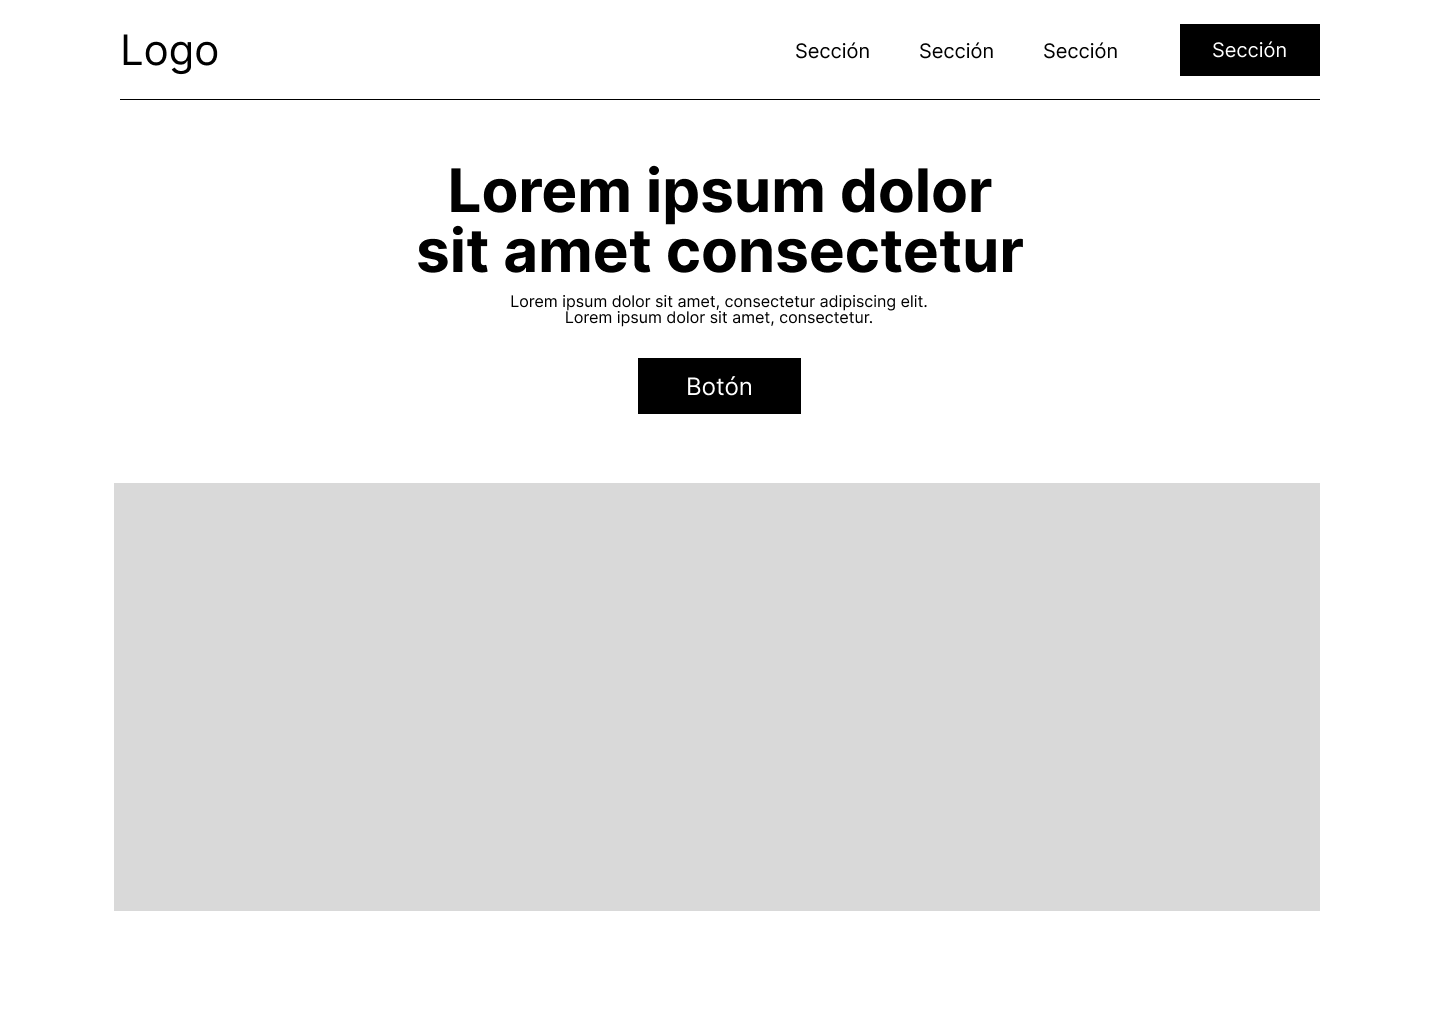 Logo
Sección
Sección
Sección
Sección
Lorem ipsum dolor
sit amet consectetur
Lorem ipsum dolor sit amet, consectetur adipiscing elit.
Lorem ipsum dolor sit amet, consectetur.
Botón